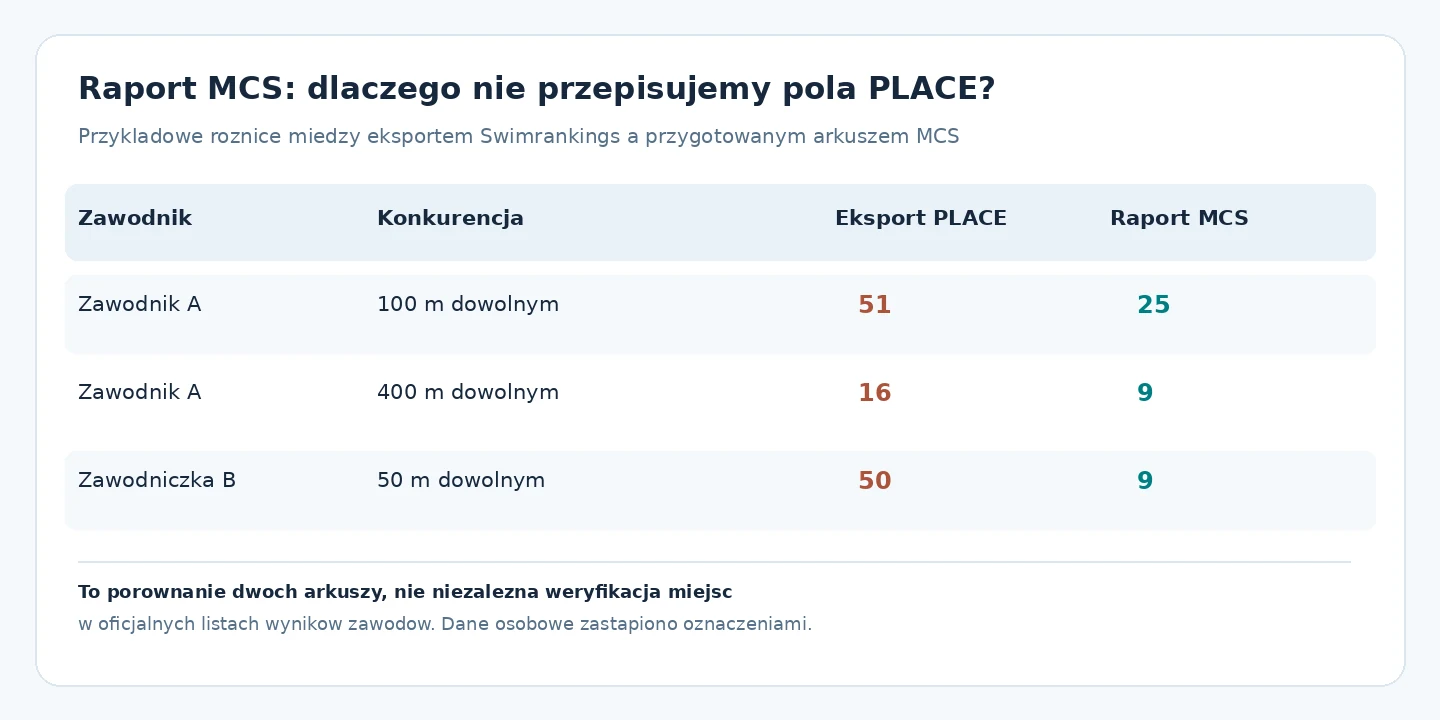 Raport MCS: dlaczego nie przepisujemy pola PLACE?
Przykladowe roznice miedzy eksportem Swimrankings a przygotowanym arkuszem MCS
Zawodnik Konkurencja Eksport PLACE Raport MCS
Zawodnik A 100 m dowolnym 51 25
Zawodnik A 400 m dowolnym 16 9
Zawodniczka B 50 m dowolnym 50 9
To porownanie dwoch arkuszy, nie niezalezna weryfikacja miejsc
w oficjalnych listach wynikow zawodow. Dane osobowe zastapiono oznaczeniami.